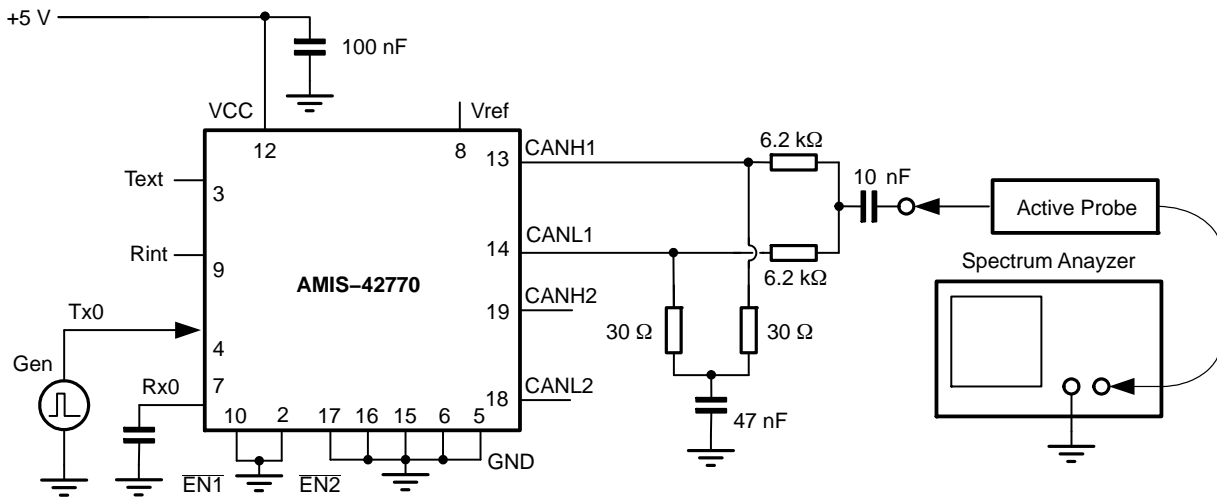 +5 V
100 nF
VCC
Vref
12
8
13
CANH1
6.2 kΩ
10 nF
Text
3
Active Probe
14
CANL1
6.2 kΩ
Rint
9
AMIS–42770
Spectrum Anayzer
Tx0
4
19
CANH2
30 Ω
30 Ω
Gen
Rx0
7
18
CANL2
47 nF
10
2
17
16
15
6
5
EN1
EN2
GND